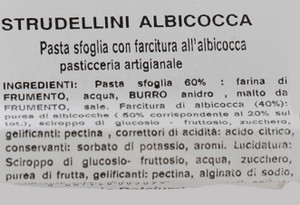 STRUDELLINI ALBICOCCA
Pasta sfoglia con farcitura all'albicocca
pasticceria artigianale
INGREDIENTI: Pasta sfoglia 60% : farina di
FRUMENTO, acqua, BURRO anidro , malto da
FRUMENTO, sale. Farcitura di albicocca (40%):
purea di albicocche ( 50% corrispondente al 20% sul
tot.), sciroppo di glucosio - fruttosio, zucchero,
gelificanti: pectina , correttori di acidità: acido citrico,
conservanti: sorbato di potassio, aromi. Lucidatura:
Sciroppo di glucosio- fruttosio, acqua, zucchero,
purea di frutta, gelificanti: pectina, alginato di sodio,